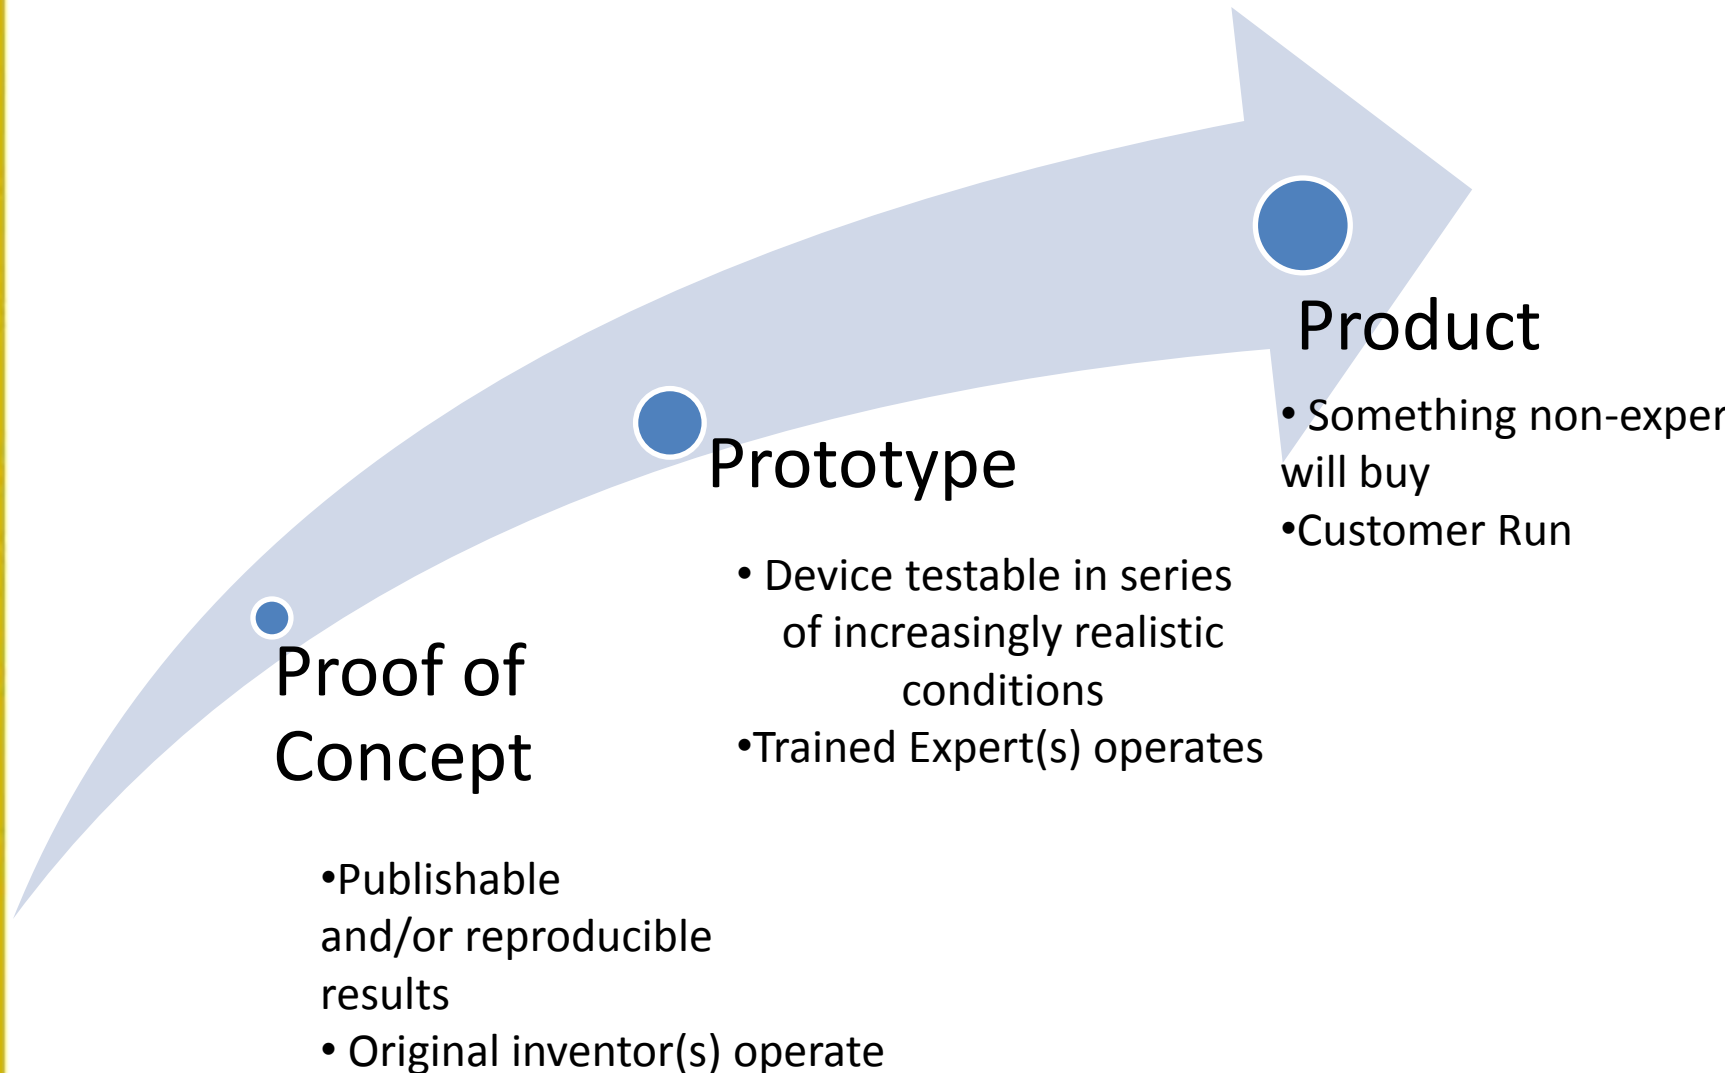 Product
• Something non-exper
will buy
•Customer Run
Prototype
• Device testable in series
of increasingly realistic
conditions
•Trained Expert(s) operates
Proof of
Concept
•Publishable
and/or reproducible
results
• Original inventor(s) operate